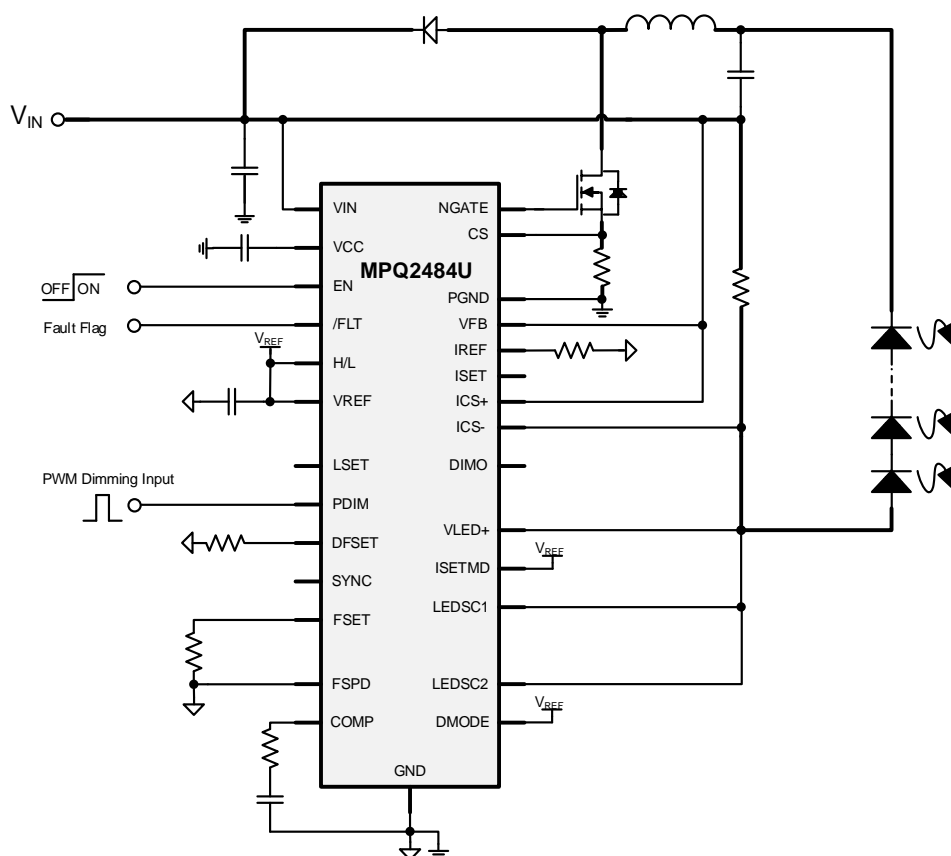 VIN
VIN
NGATE
VCC
CS
MPQ2484U
OFF ON
EN
PGND
Fault Flag
/FLT
VFB
VREF
IREF
H/L
ISET
VREF
ICS+
ICS-
LSET
DIMO
PWM Dimming Input
PDIM
VLED+
DFSET
VREF
ISETMD
SYNC
LEDSC1
FSET
FSPD
LEDSC2
VREF
COMP
DMODE
GND